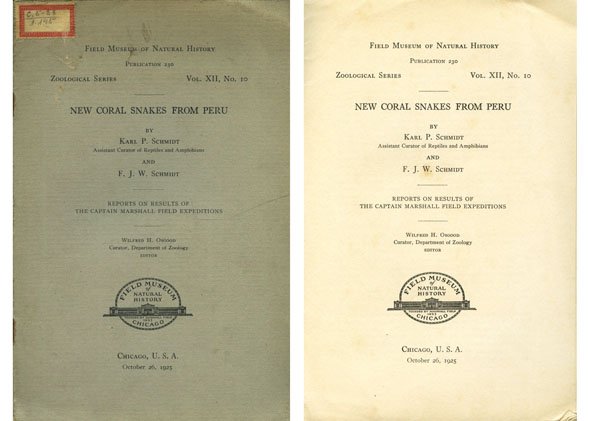 Field Museum of Natural History
Publication 230
Zoological Series Vol. XII, No. 10
NEW CORAL SNAKES FROM PERU
BY
Karl P. Schmidt
Assistant Curator of Reptiles and Amphibians
AND
F. J. W. Schmidt
REPORTS ON RESULTS OF
THE CAPTAIN MARSHALL FIELD EXPEDITIONS
Wilfred H. Osgood
Curator, Department of Zoology
EDITOR
FIELD MUSEUM
of
NATURAL
HISTORY
CHICAGO
Chicago, U. S. A.
October 26, 1925
Field Museum of Natural History
Publication 230
Zoological Series Vol. XII, No. 10
NEW CORAL SNAKES FROM PERU
BY
Karl P. Schmidt
Assistant Curator of Reptiles and Amphibians
AND
F. J. W. Schmidt
REPORTS ON RESULTS OF
THE CAPTAIN MARSHALL FIELD EXPEDITIONS
Wilfred H. Osgood
Curator, Department of Zoology
EDITOR
FIELD MUSEUM
of
NATURAL
HISTORY
CHICAGO
Chicago, U. S. A.
October 26, 1925